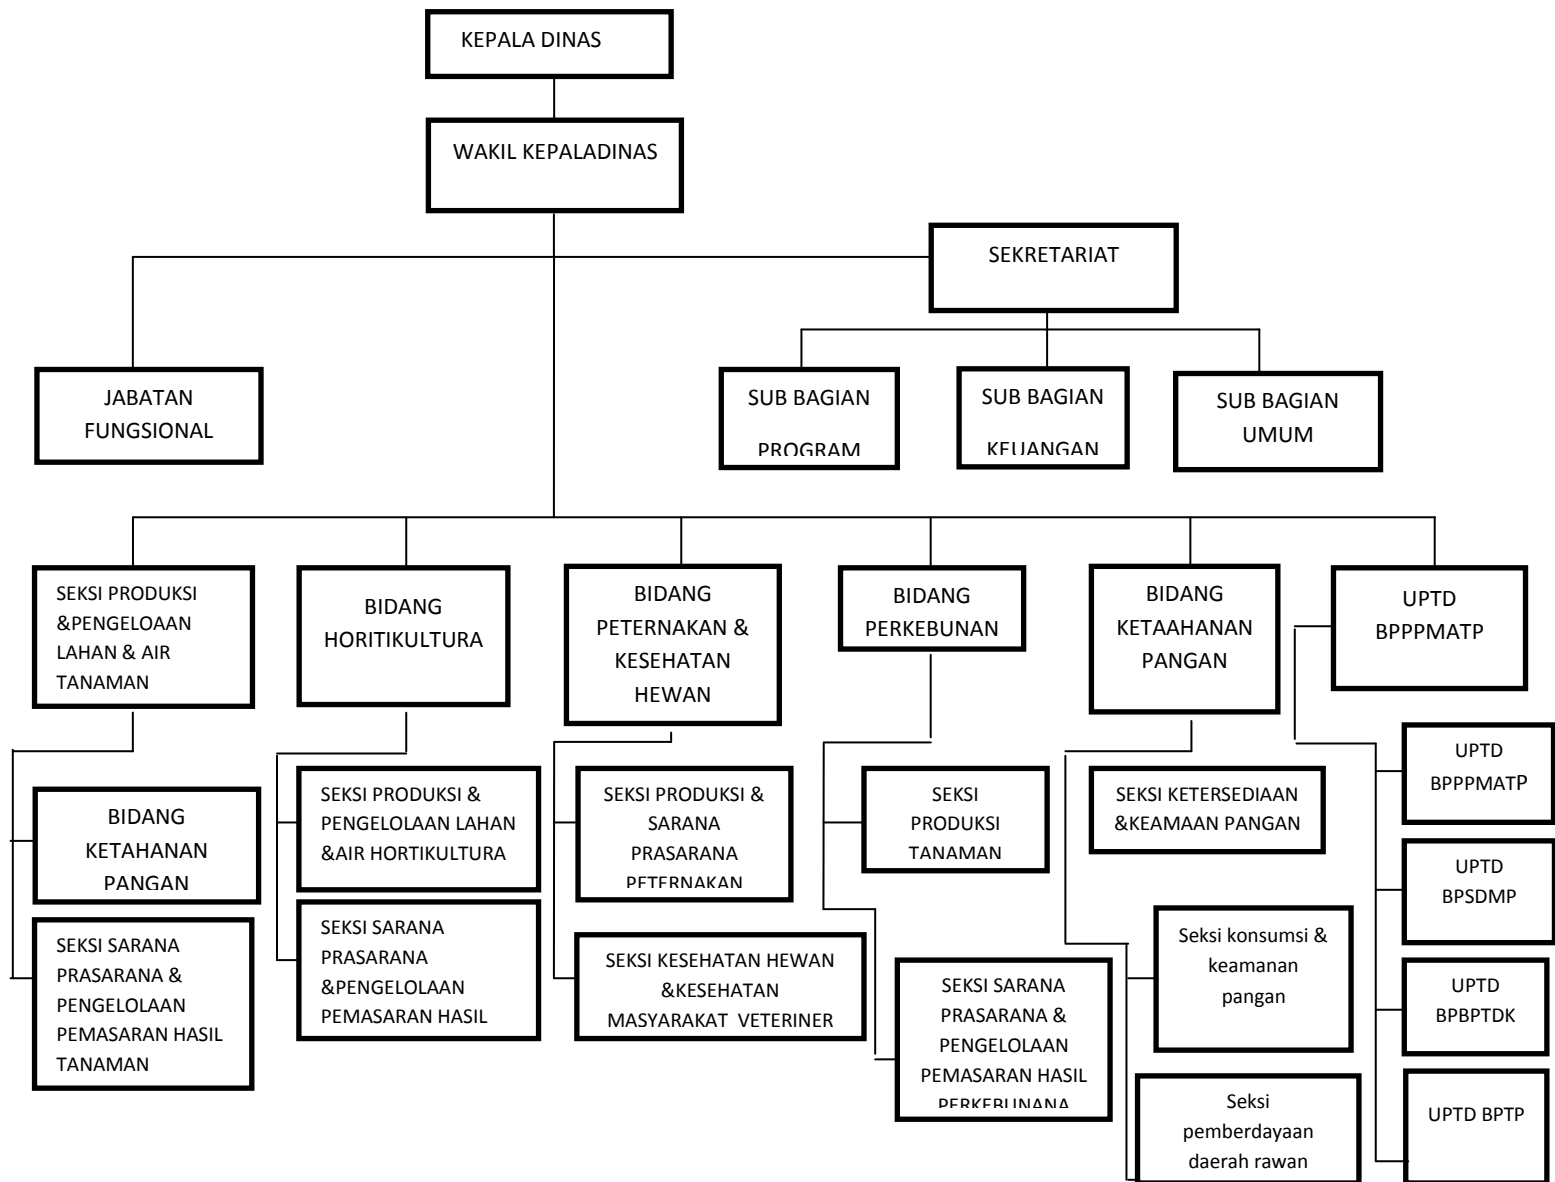 KEPALA DINAS
WAKIL KEPALADINAS
SEKRETARIAT
JABATAN
FUNGSIONAL
SUB BAGIAN
PROGRAM
SUB BAGIAN
KEUANGAN
SUB BAGIAN
UMUM
SEKSI PRODUKSI
&PENGELOAAN
LAHAN & AIR
TANAMAN
BIDANG
HORITIKULTURA
BIDANG
PETERNAKAN &
KESEHATAN
HEWAN
BIDANG
PERKEBUNAN
BIDANG
KETAAHANAN
PANGAN
UPTD
BPPPMATP
BIDANG
KETAHANAN
PANGAN
SEKSI SARANA
PRASARANA &
PENGELOLAAN
PEMASARAN HASIL
TANAMAN
SEKSI PRODUKSI &
PENGELOLAAN LAHAN
&AIR HORTIKULTURA
SEKSI SARANA
PRASARANA
&PENGELOLAAN
PEMASARAN HASIL
SEKSI PRODUKSI &
SARANA
PRASARANA
PETERNAKAN
SEKSI KESEHATAN HEWAN
&KESEHATAN
MASYARAKAT VETERINER
SEKSI
PRODUKSI
TANAMAN
SEKSI SARANA
PRASARANA &
PENGELOLAAN
PEMASARAN HASIL
PERKEBUNANA
SEKSI KETERSEDIAAN
&KEAMAAN PANGAN
Seksi konsumsi &
keamanan
pangan
Seksi
pemberdayaan
daerah rawan
UPTD
BPPPMATP
UPTD
BPSDMP
UPTD
BPBPTDK
UPTD BPTP